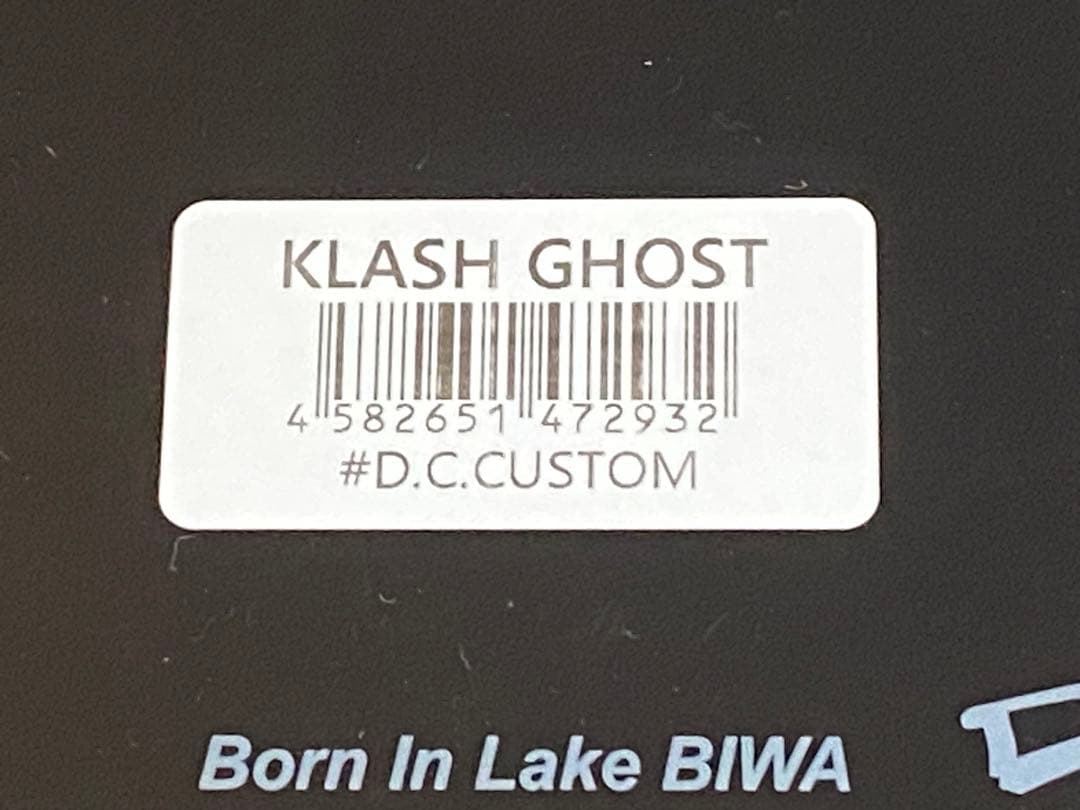 KLASH GHOST
4 582651 472932
#D.C.CUSTOM
Born In Lake BIWA